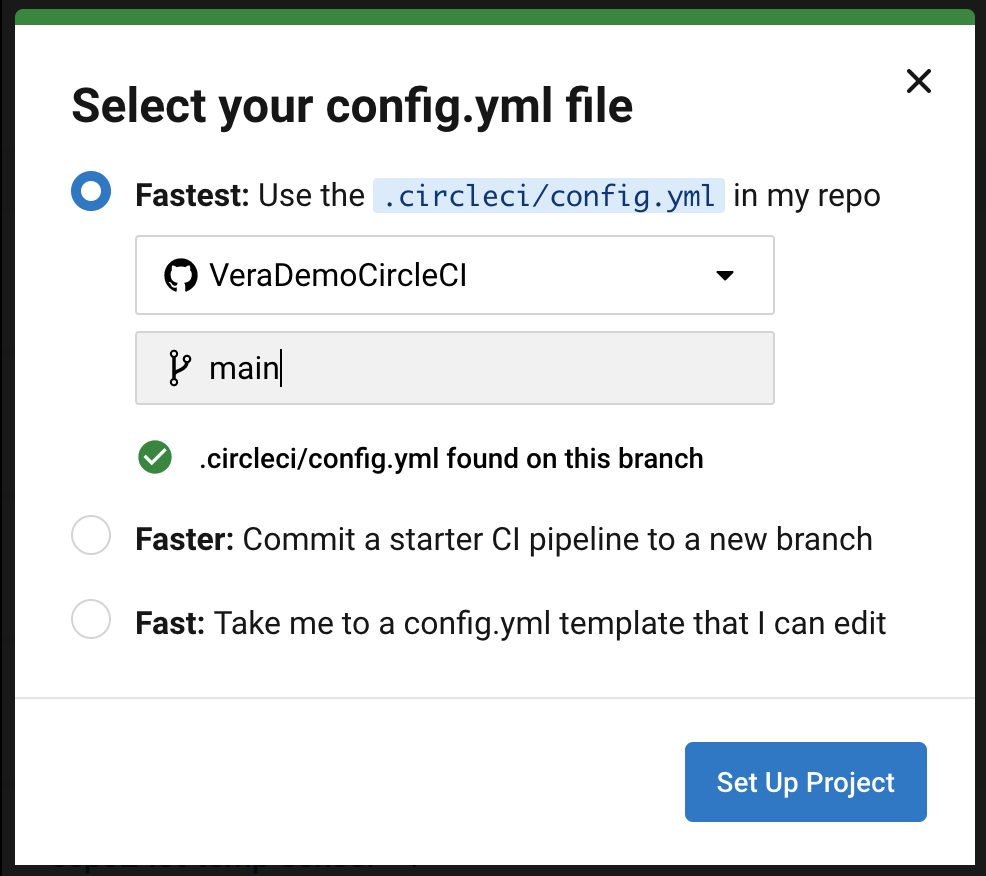 Select your config.yml file
Fastest: Use the .circleci/config.yml in my repo
VeraDemoCircleCI
main
.circleci/config.yml found on this branch
Faster: Commit a starter CI pipeline to a new branch
Fast: Take me to a config.yml template that I can edit
Set Up Project